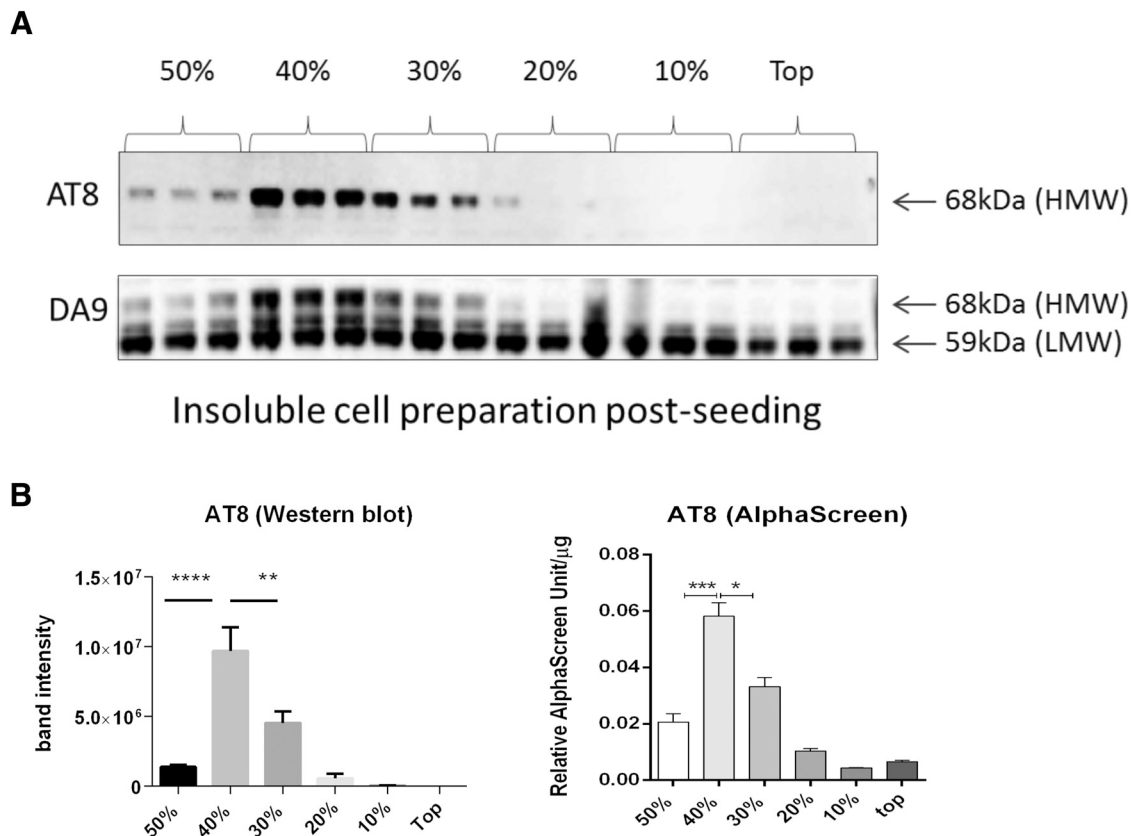 A
50% 40% 30% 20% 10% Top
AT8
68kDa (HMW)
DA9
68kDa (HMW)
59kDa (LMW)
Insoluble cell preparation post-seeding
B
AT8 (Western blot)
band intensity
1.5×10⁷
1.0×10⁷
5.0×10⁶
0
**** **
50% 40% 30% 20% 10% Top
AT8 (AlphaScreen)
Relative AlphaScreen Unit/μg
0.08
0.06
0.04
0.02
0.00
*** *
50% 40% 30% 20% 10% top